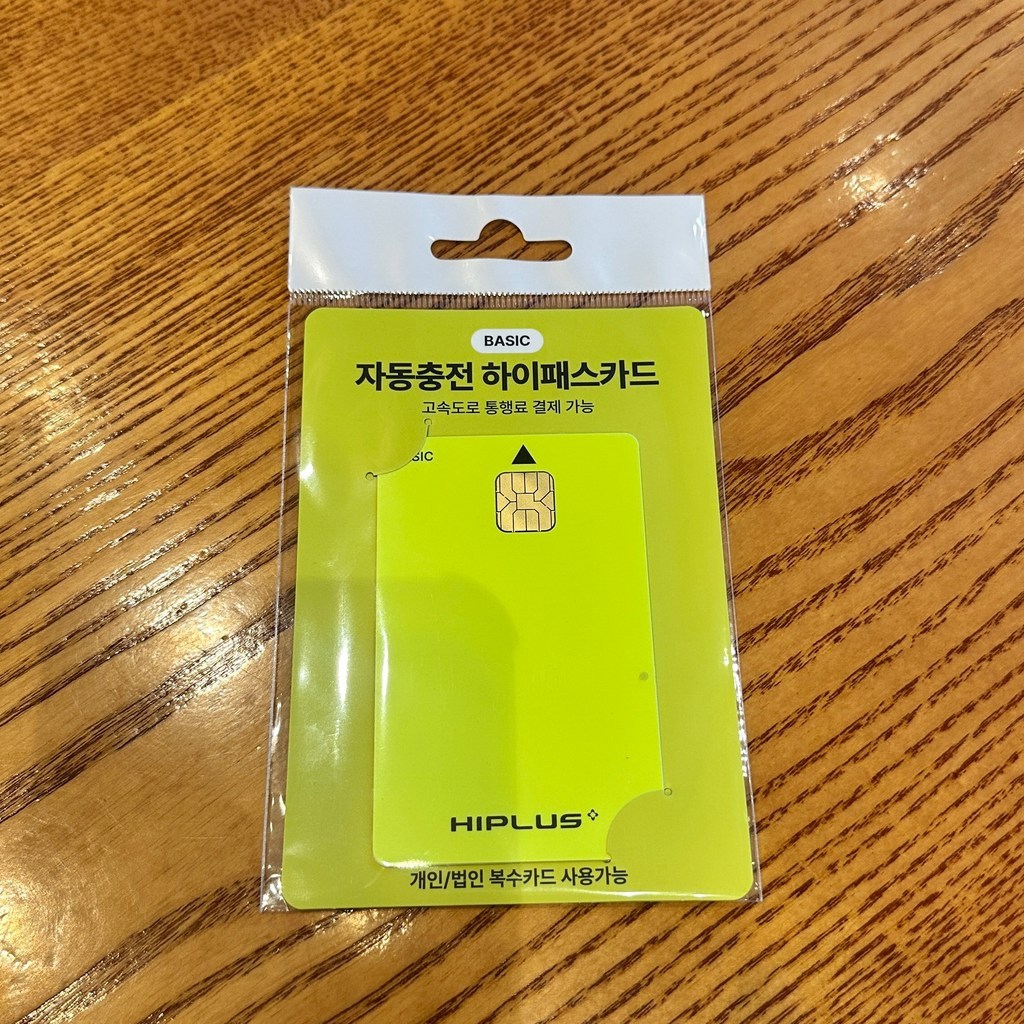 BASIC
자동충전 하이패스카드
고속도로 통행료 결제 가능
SIC
HIPLUS
개인/법인 복수카드 사용가능